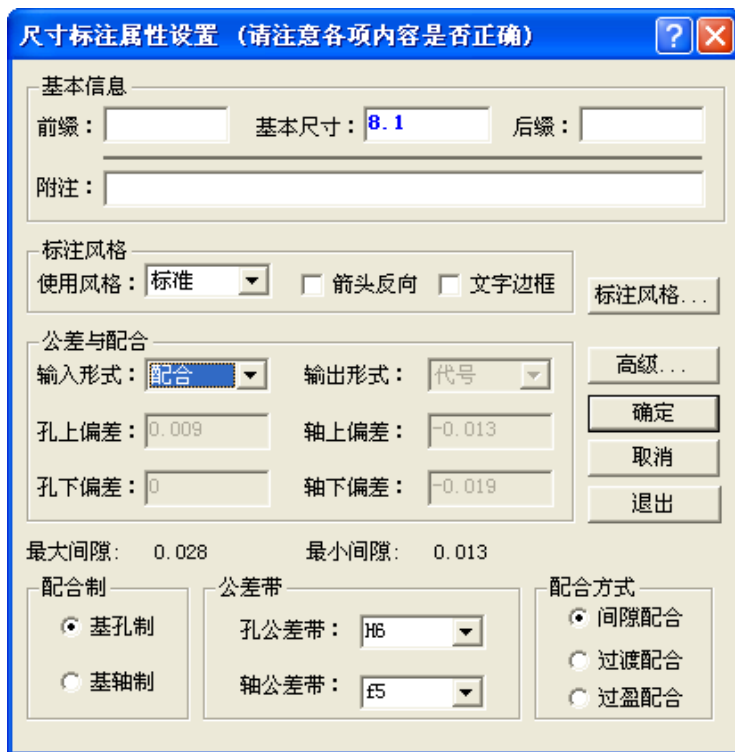 尺寸标注属性设置 (请注意各项内容是否正确)
基本信息
前缀： 基本尺寸： 8.1 后缀：
附注：
标注风格
使用风格： 标准 箭头反向 文字边框
标注风格...
公差与配合
输入形式： 配合 输出形式： 代号
高级...
孔上偏差： 0.009 轴上偏差： -0.013
确定
取消
孔下偏差： 0 轴下偏差： -0.019
退出
最大间隙: 0.028 最小间隙: 0.013
配合制 公差带 配合方式
基孔制 孔公差带： H6 间隙配合
过渡配合
基轴制 轴公差带： f5
过盈配合